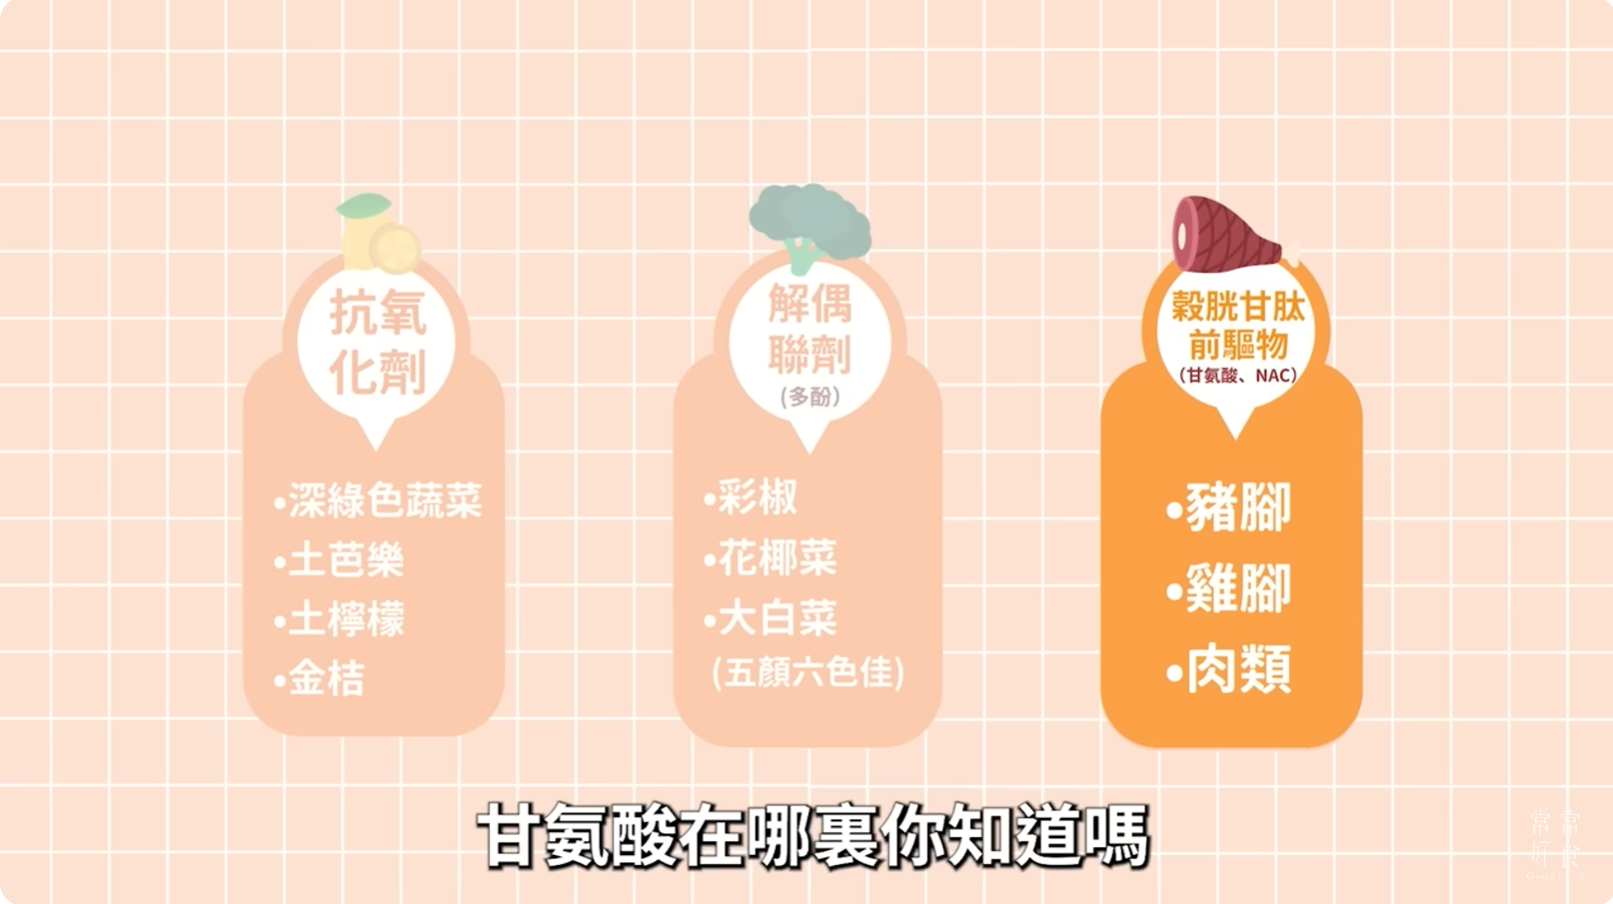 抗氧
化劑
•深綠色蔬菜
•土芭樂
•土檸檬
•金桔
解偶
聯劑
(多酚)
•彩椒
•花椰菜
•大白菜
(五顏六色佳)
穀胱甘肽
前驅物
(甘氨酸、NAC)
•豬腳
•雞腳
•肉類
甘氨酸在哪裏你知道嗎
常常
好食